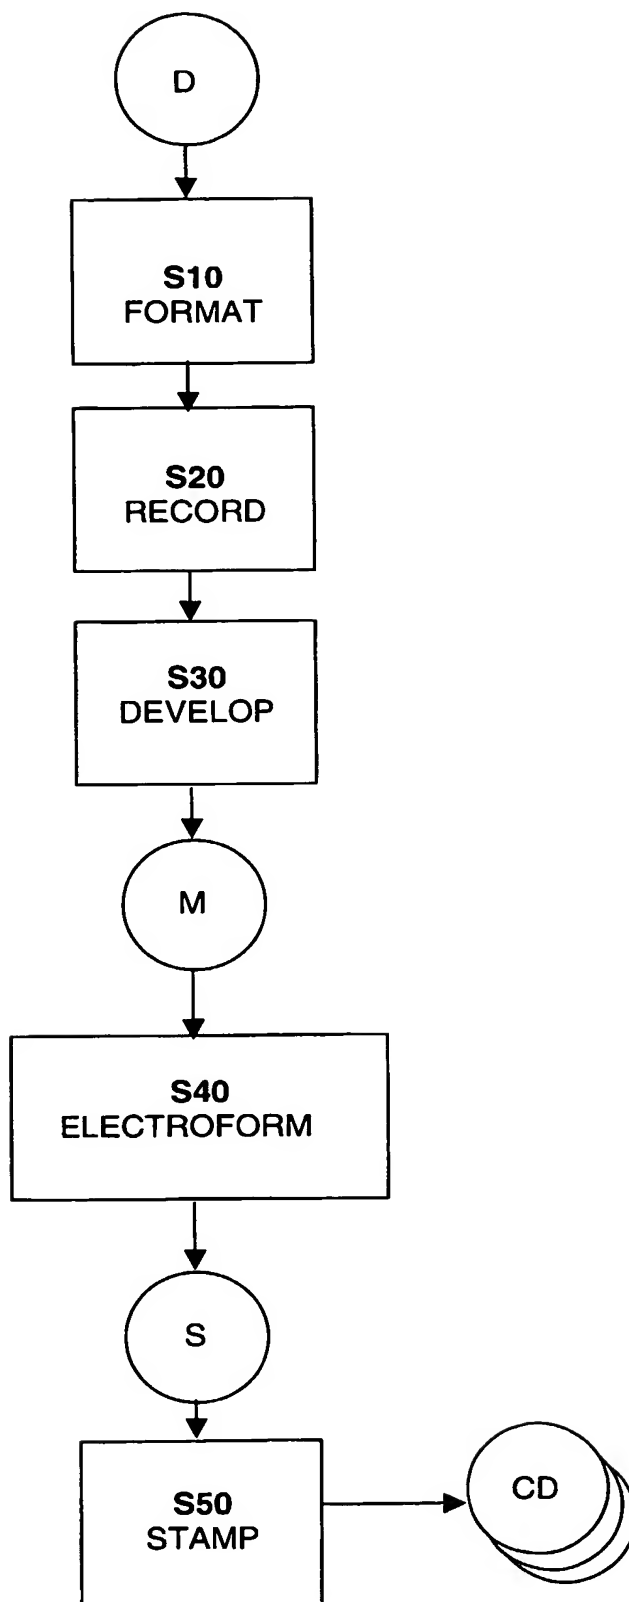 D
S10
FORMAT
S20
RECORD
S30
DEVELOP
M
S40
ELECTROFORM
S
S50
STAMP
CD